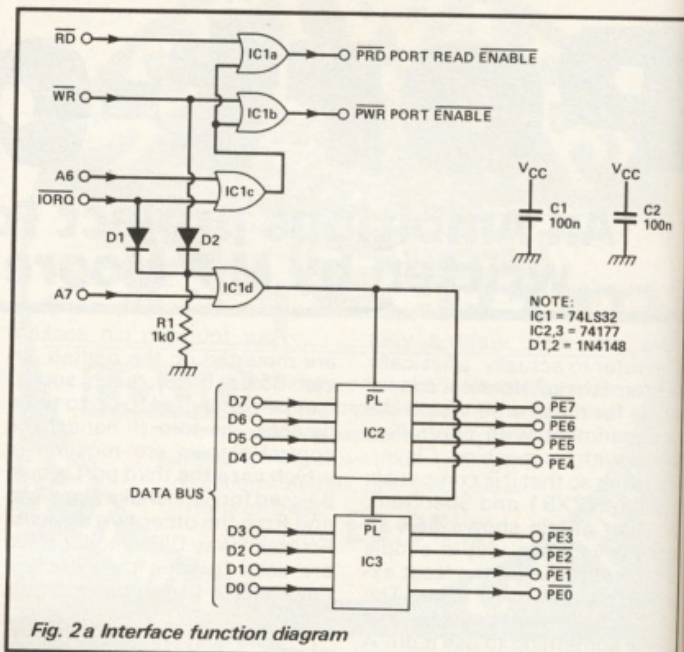 RD
IC1a
PRD PORT READ ENABLE
WR
IC1b
PWR PORT ENABLE
A6
IC1c
IORQ
D1
D2
A7
IC1d
R1
1k0
VCC
C1
100n
VCC
C2
100n
NOTE:
IC1 = 74LS32
IC2,3 = 74177
D1,2 = 1N4148
PL
IC2
D7
D6
D5
D4
PE7
PE6
PE5
PE4
DATA BUS
PL
IC3
D3
D2
D1
D0
PE3
PE2
PE1
PE0
Fig. 2a Interface function diagram